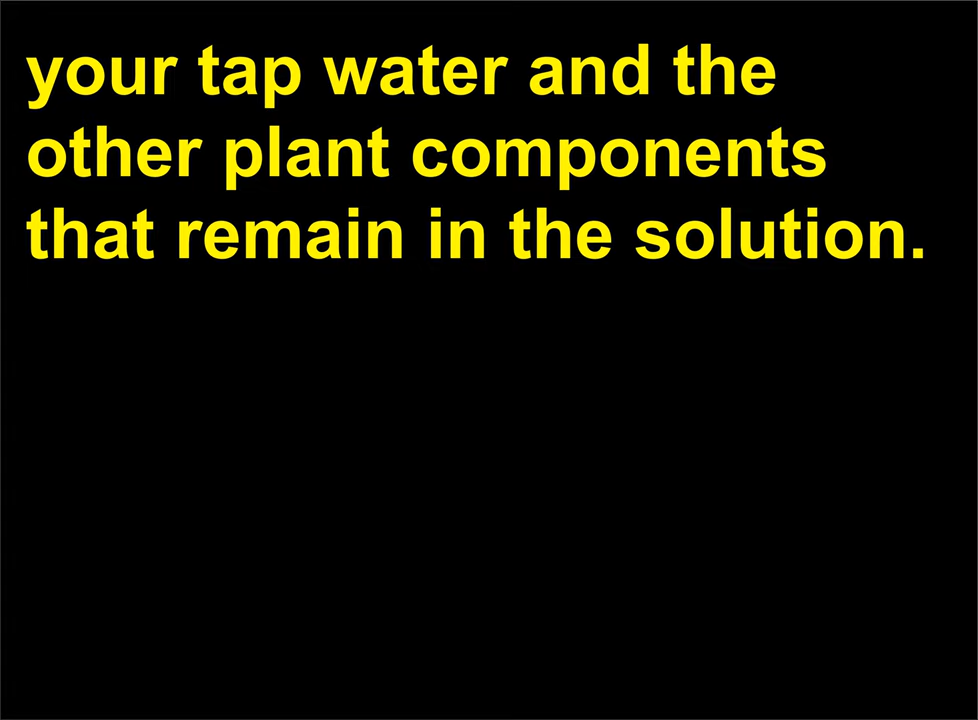 your tap water and the
other plant components
that remain in the solution.